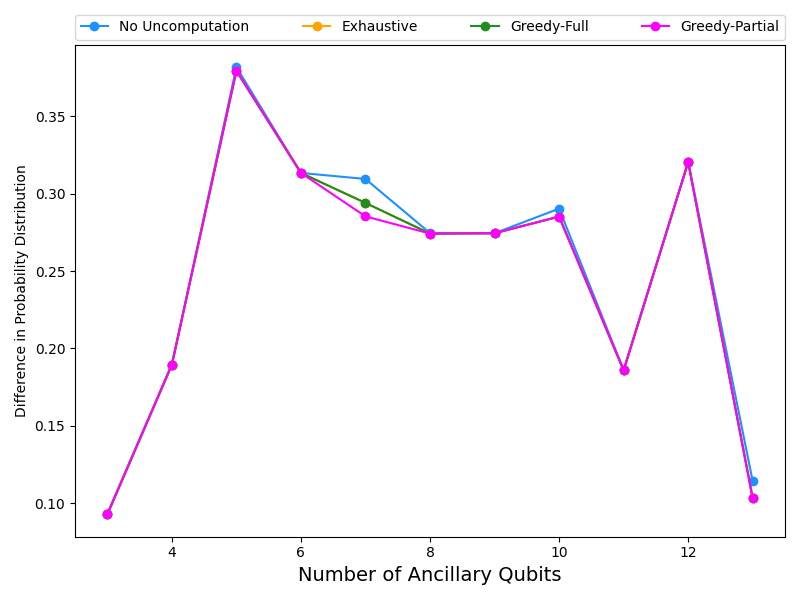 No Uncomputation Exhaustive Greedy-Full Greedy-Partial
Difference in Probability Distribution
0.35
0.30
0.25
0.20
0.15
0.10
4 6 8 10 12
Number of Ancillary Qubits